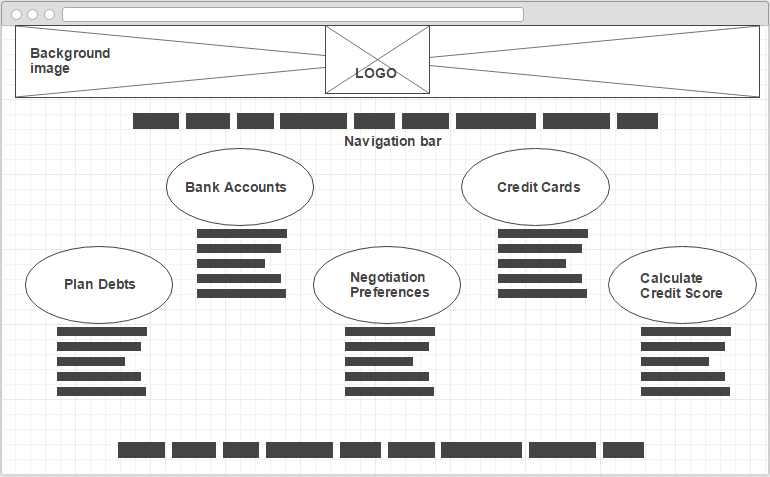 Background
image
LOGO
Navigation bar
Bank Accounts
Credit Cards
Plan Debts
Negotiation
Preferences
Calculate
Credit Score